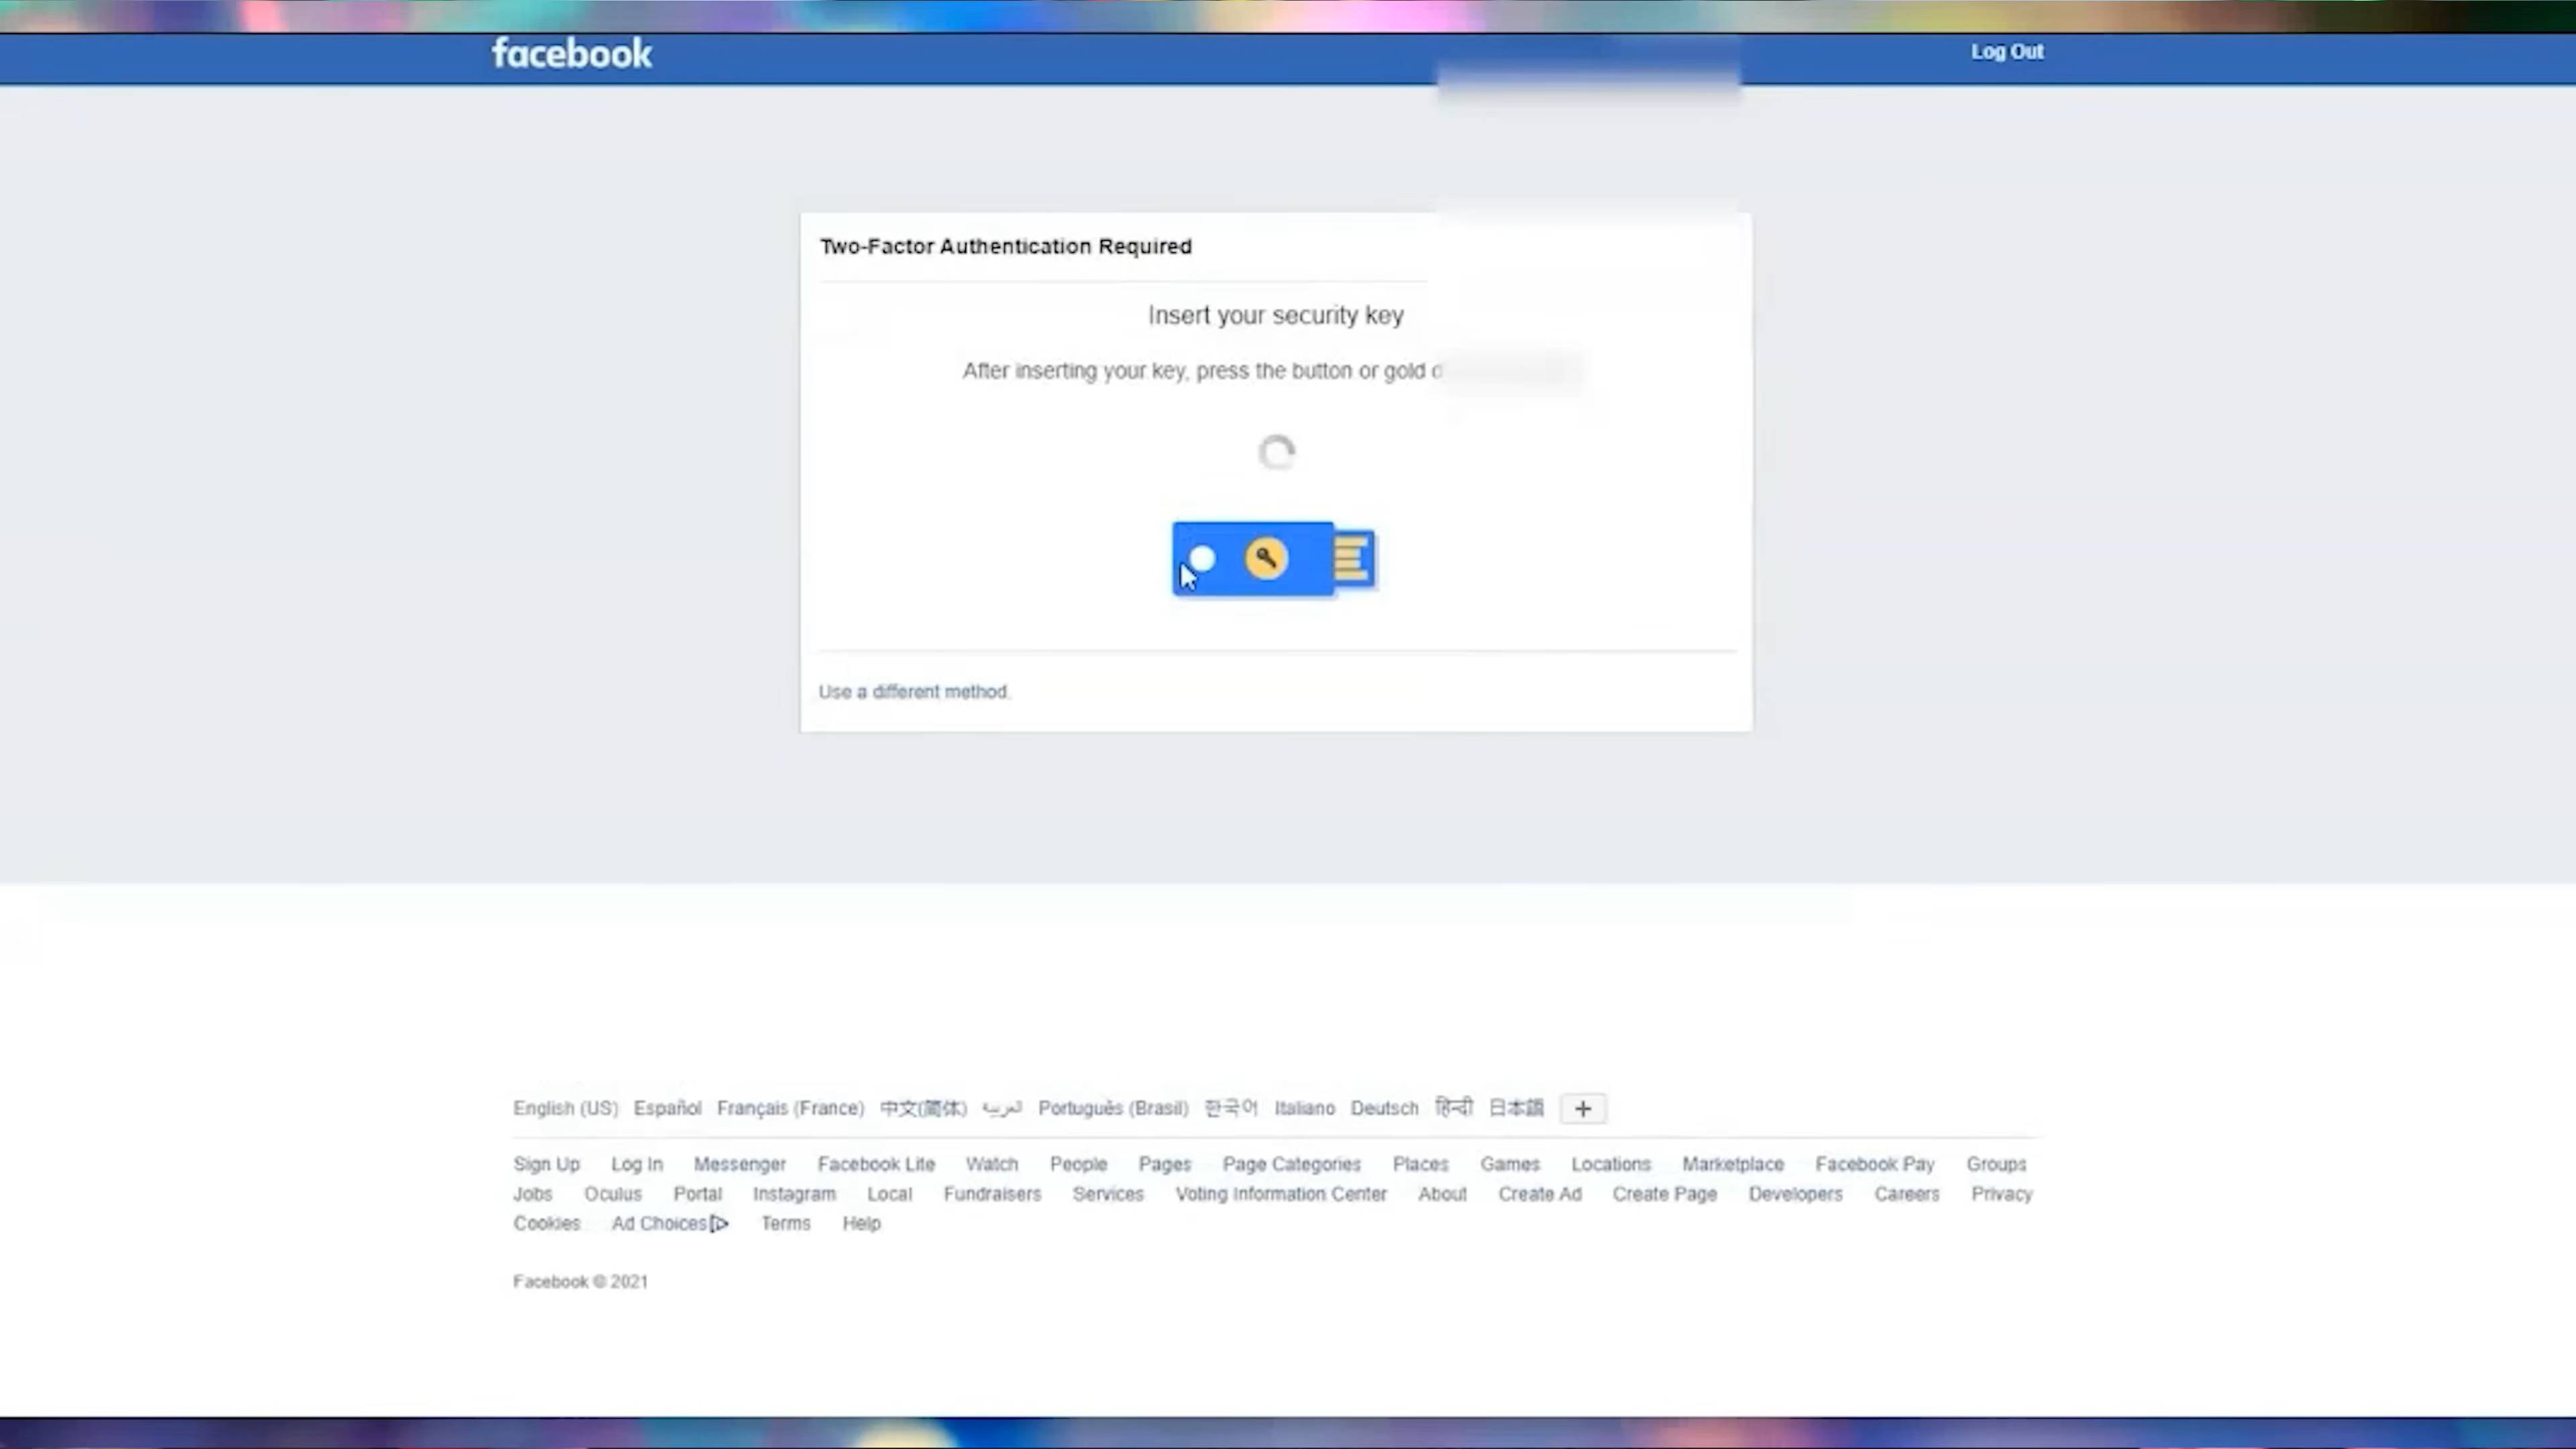 facebook
Log Out
Two-Factor Authentication Required
Insert your security key
After inserting your key, press the button or gold
Use a different method.
English (US) Español Français (France) 中文(简体) العربية Português (Brasil) 한국어 Italiano Deutsch हिन्दी 日本語 +
Sign Up Log In Messenger Facebook Lite Watch People Pages Page Categories Places Games Locations Marketplace Facebook Pay Groups
Jobs Oculus Portal Instagram Local Fundraisers Services Voting Information Center About Create Ad Create Page Developers Careers Privacy
Cookies Ad Choices Terms Help
Facebook © 2021